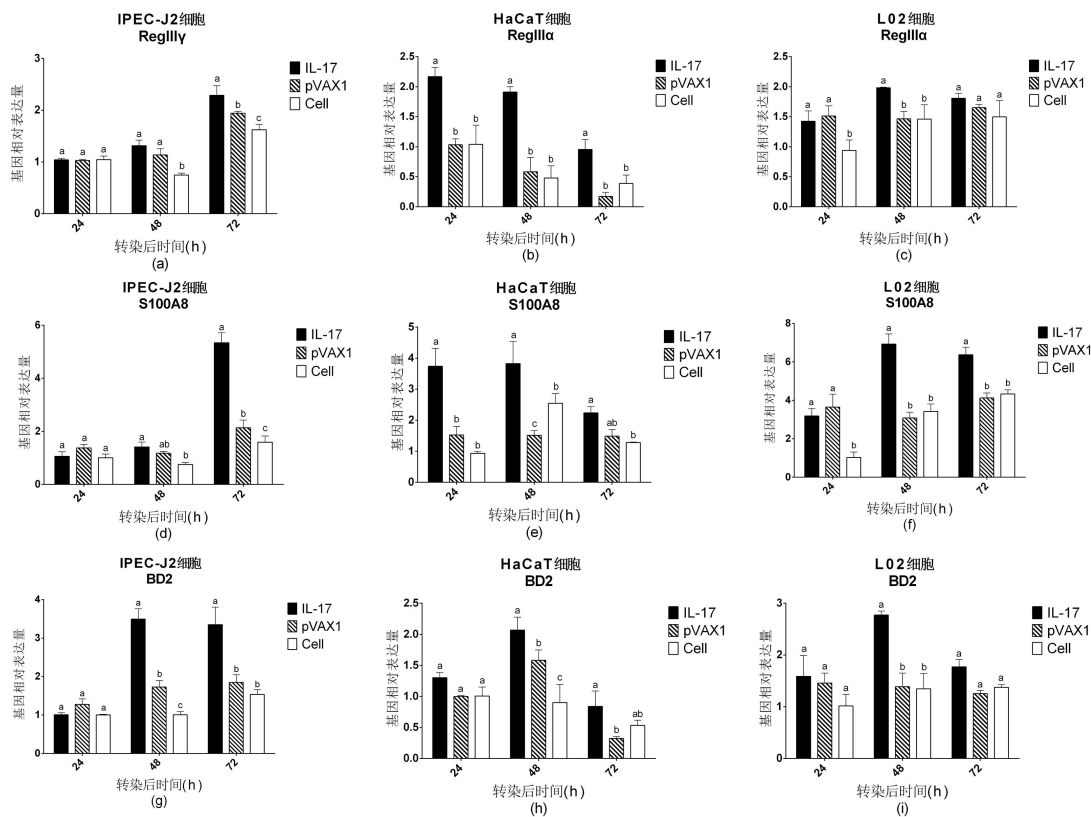 IPEC-J2细胞
RegIIIγ
基因相对表达量
3
2
1
0
a
a
a
a
a
b
a
b
c
24
48
72
IL-17
pVAX1
Cell
转染后时间(h)
(a)
HaCaT细胞
RegIIIα
基因相对表达量
2.5
2.0
1.5
1.0
0.5
0.0
a
b
b
a
b
b
a
b
b
24
48
72
IL-17
pVAX1
Cell
转染后时间(h)
(b)
L02细胞
RegIIIα
基因相对表达量
2.5
2.0
1.5
1.0
0.5
0.0
a
a
b
a
b
b
a
a
a
24
48
72
IL-17
pVAX1
Cell
转染后时间(h)
(c)
IPEC-J2细胞
S100A8
基因相对表达量
6
4
2
0
a
a
a
a
ab
b
a
b
c
24
48
72
IL-17
pVAX1
Cell
转染后时间(h)
(d)
HaCaT细胞
S100A8
基因相对表达量
5
4
3
2
1
0
a
b
b
a
c
b
a
ab
b
24
48
72
IL-17
pVAX1
Cell
转染后时间(h)
(e)
L02细胞
S100A8
基因相对表达量
8
6
4
2
0
a
a
b
a
b
b
a
b
b
24
48
72
IL-17
pVAX1
Cell
转染后时间(h)
(f)
IPEC-J2细胞
BD2
基因相对表达量
4
3
2
1
0
a
a
a
a
b
c
a
b
b
24
48
72
IL-17
pVAX1
Cell
转染后时间(h)
(g)
HaCaT细胞
BD2
基因相对表达量
2.5
2.0
1.5
1.0
0.5
0.0
a
a
a
a
b
c
a
b
ab
24
48
72
IL-17
pVAX1
Cell
转染后时间(h)
(h)
L02细胞
BD2
基因相对表达量
3
2
1
0
a
a
a
a
b
b
a
a
a
24
48
72
IL-17
pVAX1
Cell
转染后时间(h)
(i)